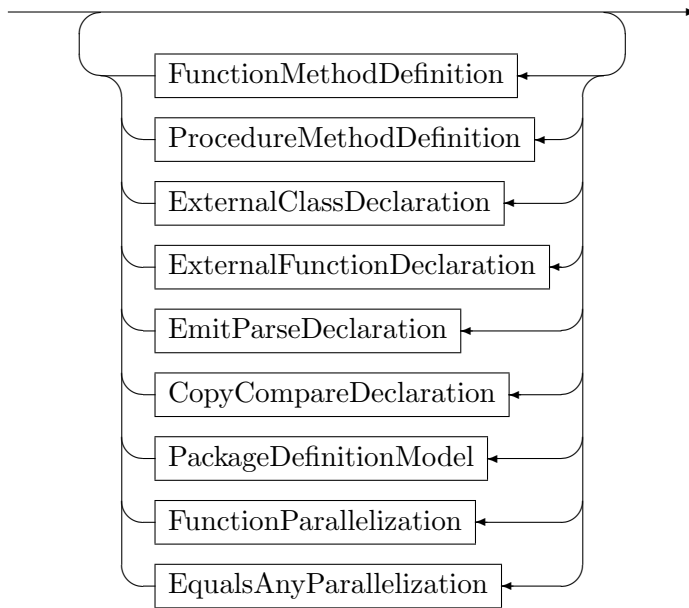 FunctionMethodDefinition
ProcedureMethodDefinition
ExternalClassDeclaration
ExternalFunctionDeclaration
EmitParseDeclaration
CopyCompareDeclaration
PackageDefinitionModel
FunctionParallelization
EqualsAnyParallelization